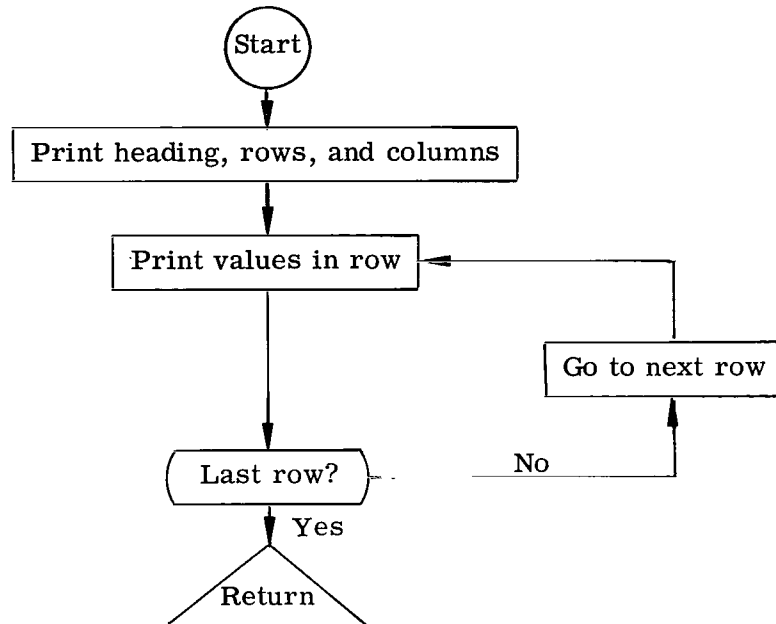 Start
Print heading, rows, and columns
Print values in row
Go to next row
Last row?
No
Yes
Return